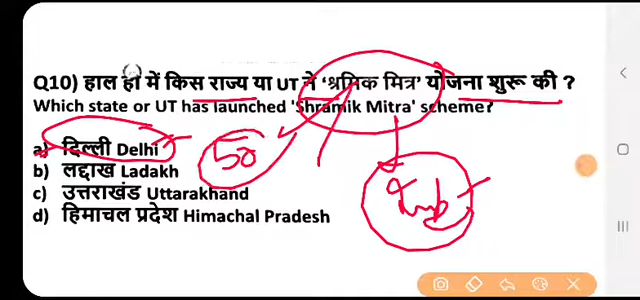 Q10) हाल ही में किस राज्य या UT ने ‘श्रमिक मित्र’ योजना शुरू की ?
Which state or UT has launched 'Shramik Mitra' scheme?
a) दिल्ली Delhi
50
b) लद्दाख Ladakh
c) उत्तराखंड Uttarakhand
d) हिमाचल प्रदेश Himachal Pradesh